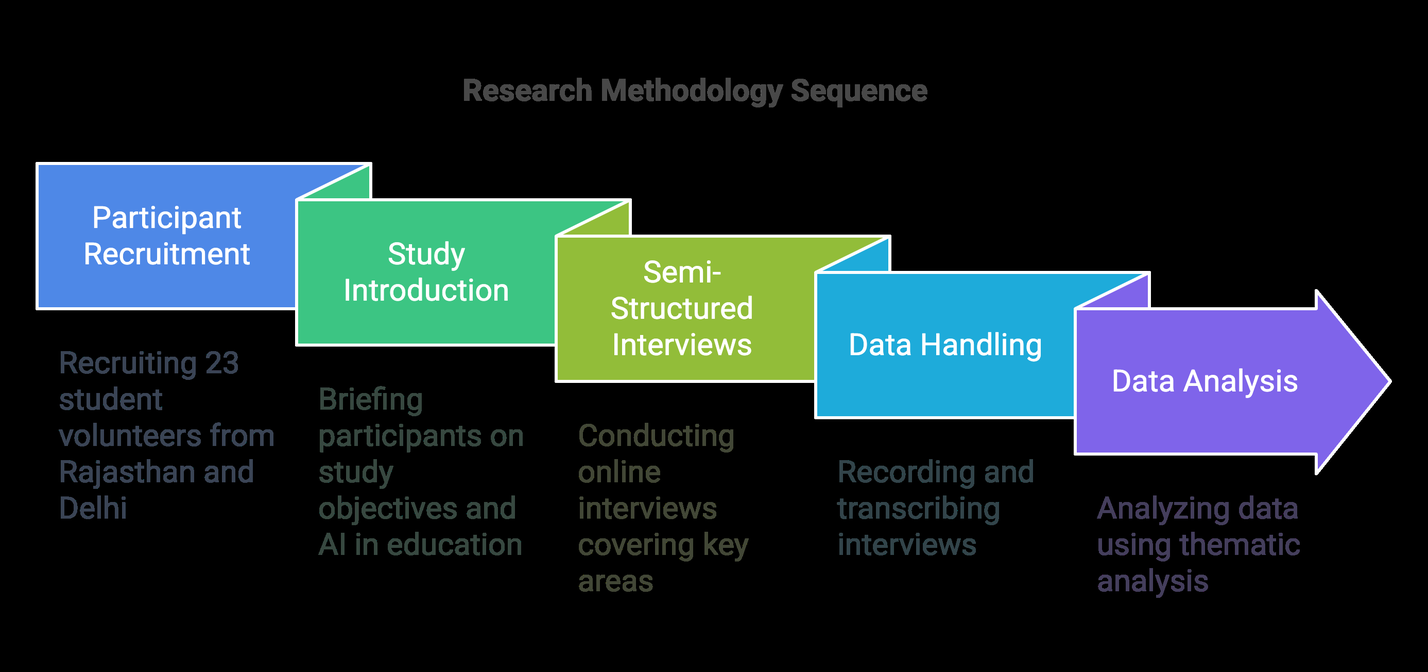 Research Methodology Sequence
Participant
Recruitment
Recruiting 23
student
volunteers from
Rajasthan and
Delhi
Study
Introduction
Briefing
participants on
study
objectives and
AI in education
Semi-
Structured
Interviews
Conducting
online
interviews
covering key
areas
Data Handling
Recording and
transcribing
interviews
Data Analysis
Analyzing data
using thematic
analysis